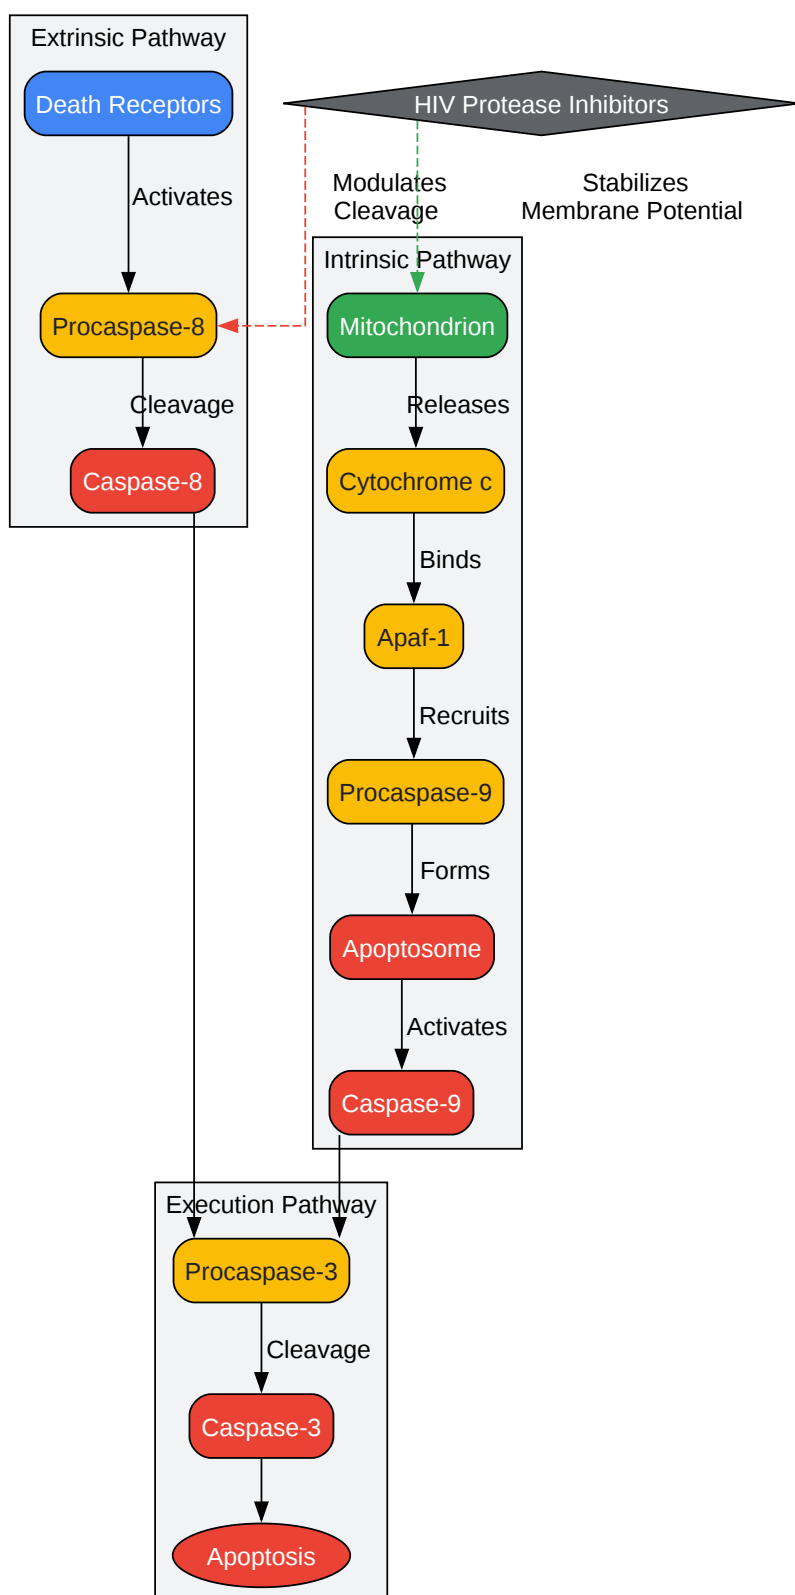 Extrinsic Pathway
Death Receptors
HIV Protease Inhibitors
Activates
Modulates
Cleavage
Stabilizes
Membrane Potential
Intrinsic Pathway
Procaspase-8
Mitochondrion
Cleavage
Releases
Caspase-8
Cytochrome c
Binds
Apaf-1
Recruits
Procaspase-9
Forms
Apoptosome
Activates
Caspase-9
Execution Pathway
Procaspase-3
Cleavage
Caspase-3
Apoptosis